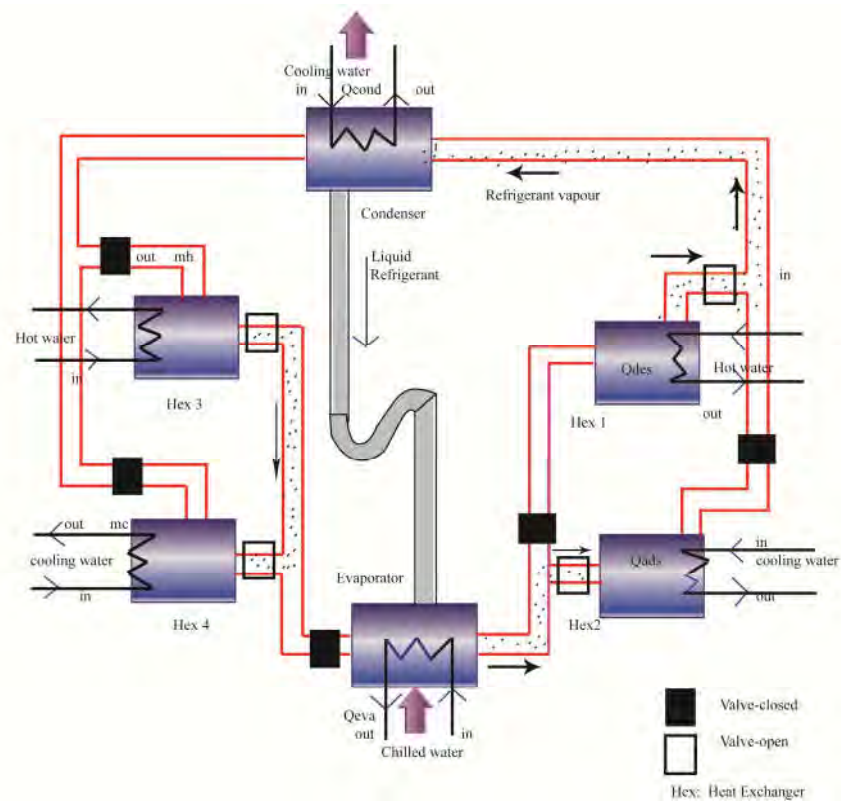 Cooling water
in Qcond out
Refrigerant vapour
Condenser
out mh
Liquid
Refrigerant
in
Hot water
in
Hex 3
Qdes
Hot water
out
Hex 1
out mc
cooling water
in
Hex 4
Evaporator
Qads
in
cooling water
out
Hex2
Qeva
out in
Chilled water
Valve-closed
Valve-open
Hex: Heat Exchanger